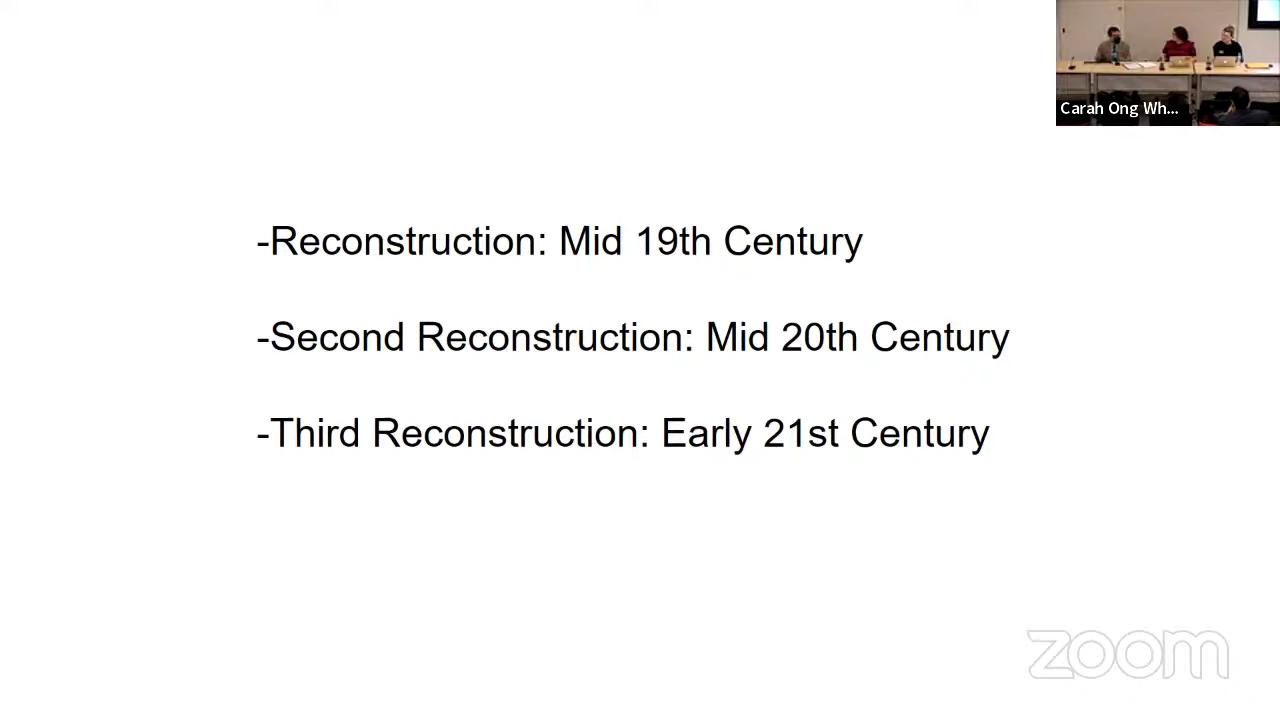 Carah Ong Wh...
-Reconstruction: Mid 19th Century
-Second Reconstruction: Mid 20th Century
-Third Reconstruction: Early 21st Century
zoom